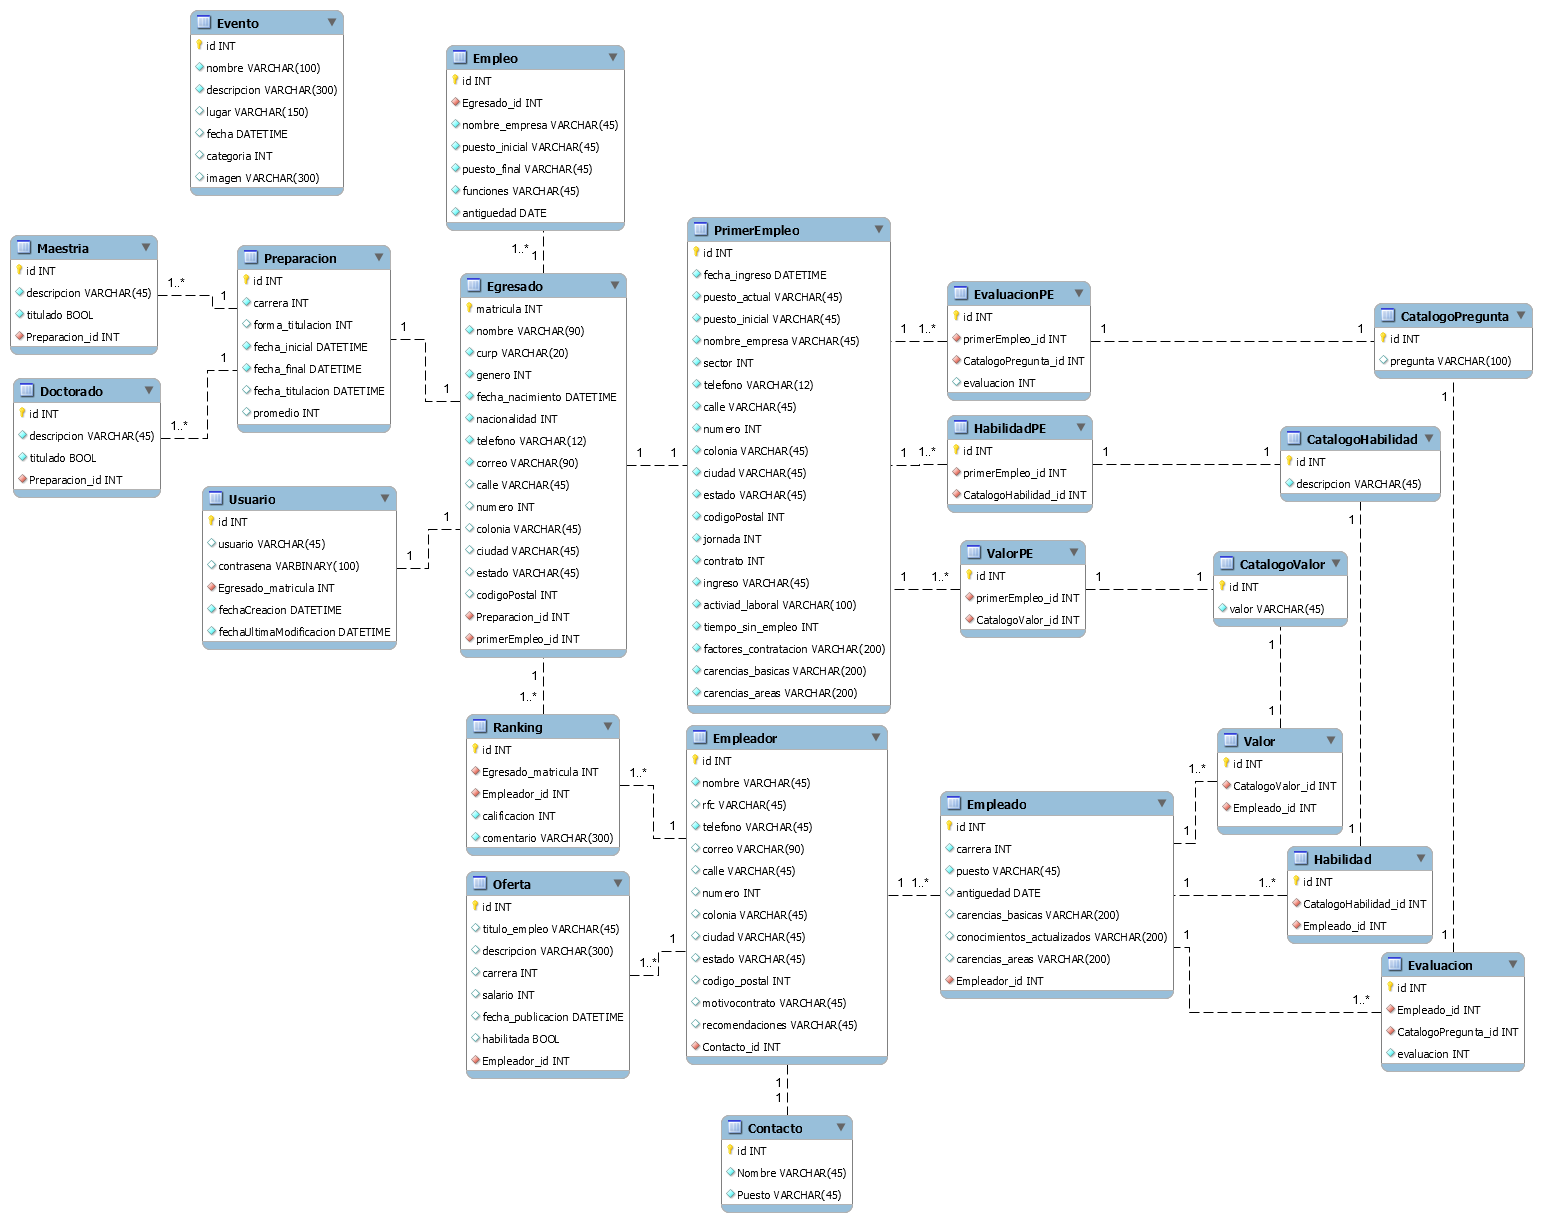 Evento
id INT
nombre VARCHAR(100)
descripcion VARCHAR(300)
lugar VARCHAR(150)
fecha DATETIME
categoria INT
imagen VARCHAR(300)
Empleo
id INT
Egresado_id INT
nombre_empresa VARCHAR(45)
puesto_inicial VARCHAR(45)
puesto_final VARCHAR(45)
funciones VARCHAR(45)
antiguedad DATE
1..*
1
Maestria
id INT
descripcion VARCHAR(45)
titulado BOOL
Preparacion_id INT
1..*
1
Preparacion
id INT
carrera INT
forma_titulacion INT
fecha_inicial DATETIME
fecha_final DATETIME
fecha_titulacion DATETIME
promedio INT
1
1
Doctorado
id INT
descripcion VARCHAR(45)
titulado BOOL
Preparacion_id INT
1..*
1
Usuario
id INT
usuario VARCHAR(45)
contrasena VARBINARY(100)
Egresado_matricula INT
fechaCreacion DATETIME
fechaUltimaModificacion DATETIME
1
1
Egresado
matricula INT
nombre VARCHAR(90)
curp VARCHAR(20)
genero INT
fecha_nacimiento DATETIME
nacionalidad INT
telefono VARCHAR(12)
correo VARCHAR(90)
calle VARCHAR(45)
numero INT
colonia VARCHAR(45)
ciudad VARCHAR(45)
estado VARCHAR(45)
codigoPostal INT
Preparacion_id INT
primerEmpleo_id INT
1
1
1
1..*
PrimerEmpleo
id INT
fecha_ingreso DATETIME
puesto_actual VARCHAR(45)
puesto_inicial VARCHAR(45)
nombre_empresa VARCHAR(45)
sector INT
telefono VARCHAR(12)
calle VARCHAR(45)
numero INT
colonia VARCHAR(45)
ciudad VARCHAR(45)
estado VARCHAR(45)
codigoPostal INT
jornada INT
contrato INT
ingreso VARCHAR(45)
activiad_laboral VARCHAR(100)
tiempo_sin_empleo INT
factores_contratacion VARCHAR(200)
carencias_basicas VARCHAR(200)
carencias_areas VARCHAR(200)
1
1..*
EvaluacionPE
id INT
primerEmpleo_id INT
CatalogoPregunta_id INT
evaluacion INT
1
1
CatalogoPregunta
id INT
pregunta VARCHAR(100)
1
1
1
1..*
HabilidadPE
id INT
primerEmpleo_id INT
CatalogoHabilidad_id INT
1
1
CatalogoHabilidad
id INT
descripcion VARCHAR(45)
1
1
1
1..*
ValorPE
id INT
primerEmpleo_id INT
CatalogoValor_id INT
1
1
CatalogoValor
id INT
valor VARCHAR(45)
1
1
Ranking
id INT
Egresado_matricula INT
Empleador_id INT
calificacion INT
comentario VARCHAR(300)
1..*
1
Oferta
id INT
titulo_empleo VARCHAR(45)
descripcion VARCHAR(300)
carrera INT
salario INT
fecha_publicacion DATETIME
habilitada BOOL
Empleador_id INT
1..*
1
Empleador
id INT
nombre VARCHAR(45)
rfc VARCHAR(45)
telefono VARCHAR(45)
correo VARCHAR(90)
calle VARCHAR(45)
numero INT
colonia VARCHAR(45)
ciudad VARCHAR(45)
estado VARCHAR(45)
codigo_postal INT
motivocontrato VARCHAR(45)
recomendaciones VARCHAR(45)
Contacto_id INT
1
1..*
1
1
Contacto
id INT
Nombre VARCHAR(45)
Puesto VARCHAR(45)
Empleado
id INT
carrera INT
puesto VARCHAR(45)
antiguedad DATE
carencias_basicas VARCHAR(200)
conocimientos_actualizados VARCHAR(200)
carencias_areas VARCHAR(200)
Empleador_id INT
1
1..*
1
1..*
1
1..*
Valor
id INT
CatalogoValor_id INT
Empleado_id INT
Habilidad
id INT
CatalogoHabilidad_id INT
Empleado_id INT
Evaluacion
id INT
Empleado_id INT
CatalogoPregunta_id INT
evaluacion INT